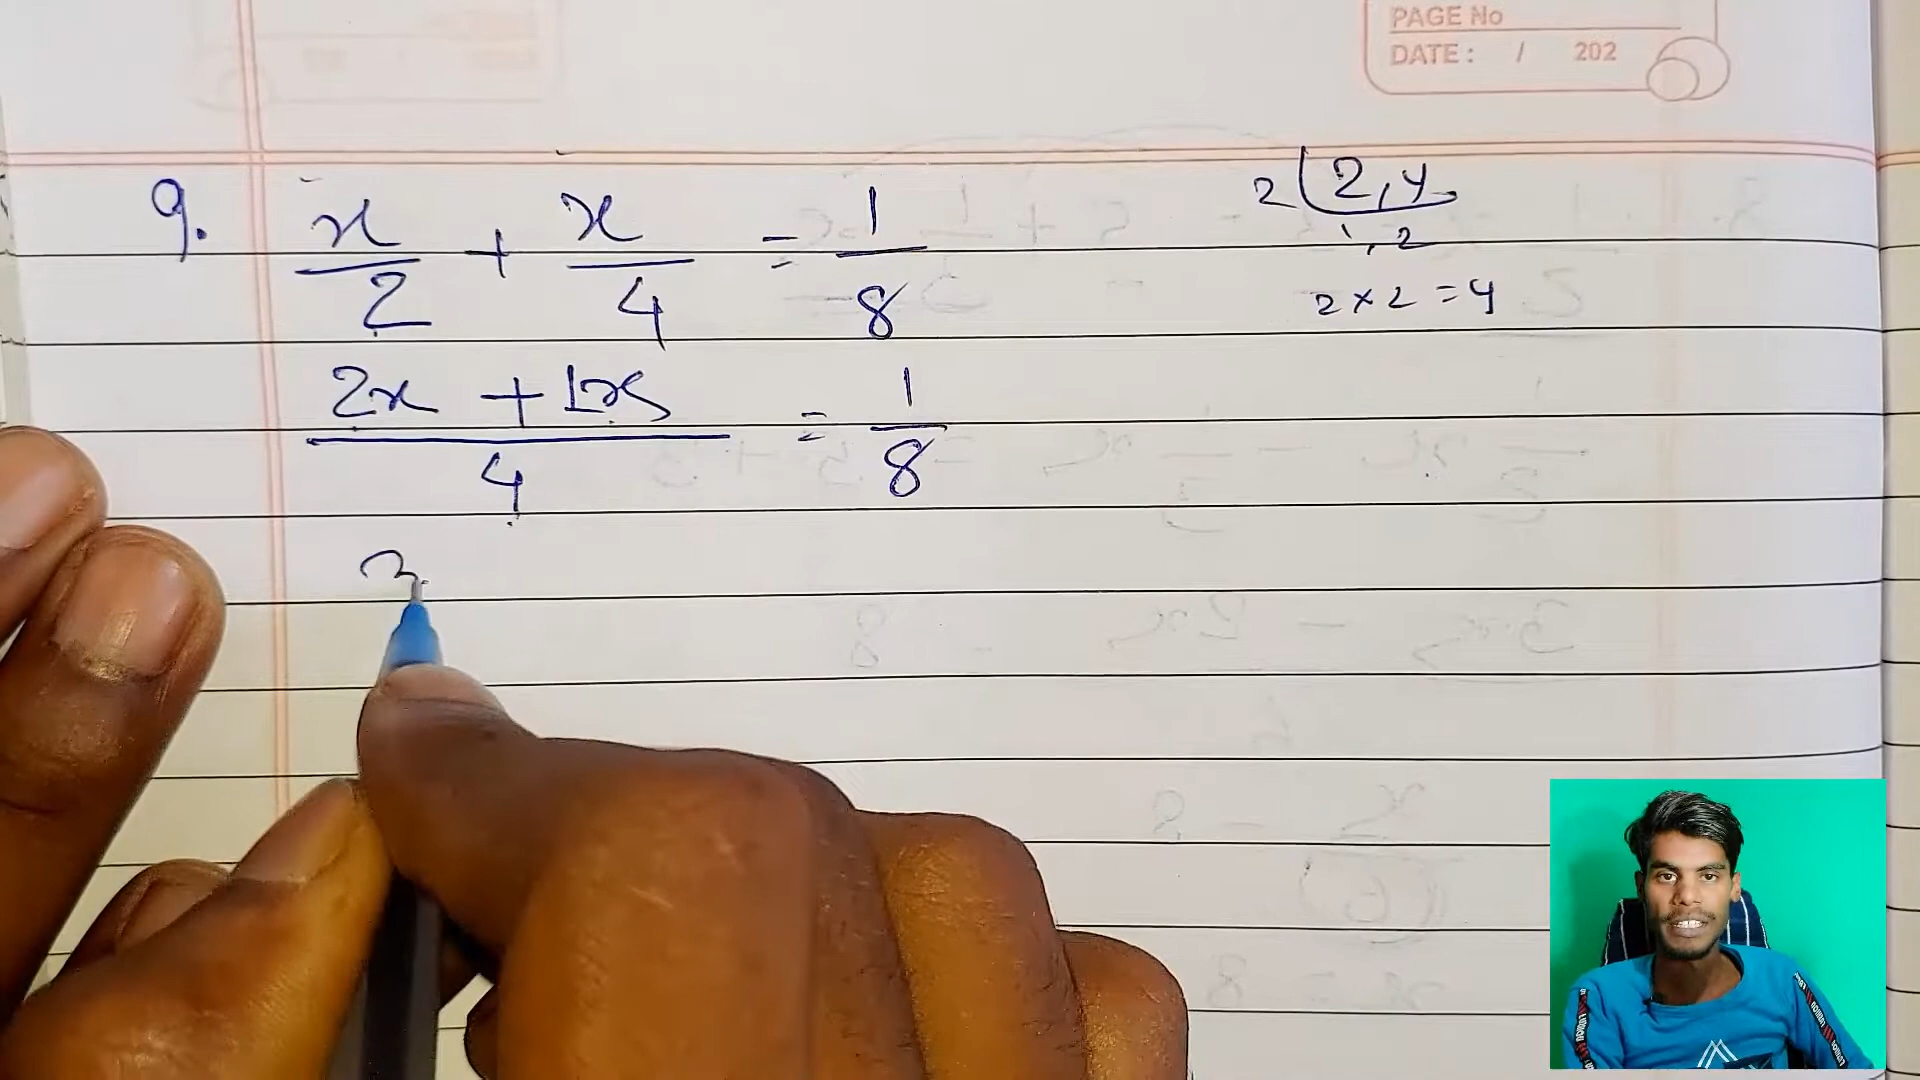 PAGE No
DATE : / 202
9. x/2 + x/4 = 1/8
2 | 2, 4
1, 2
2 × 2 = 4
2x + 1x / 4 = 1/8
3